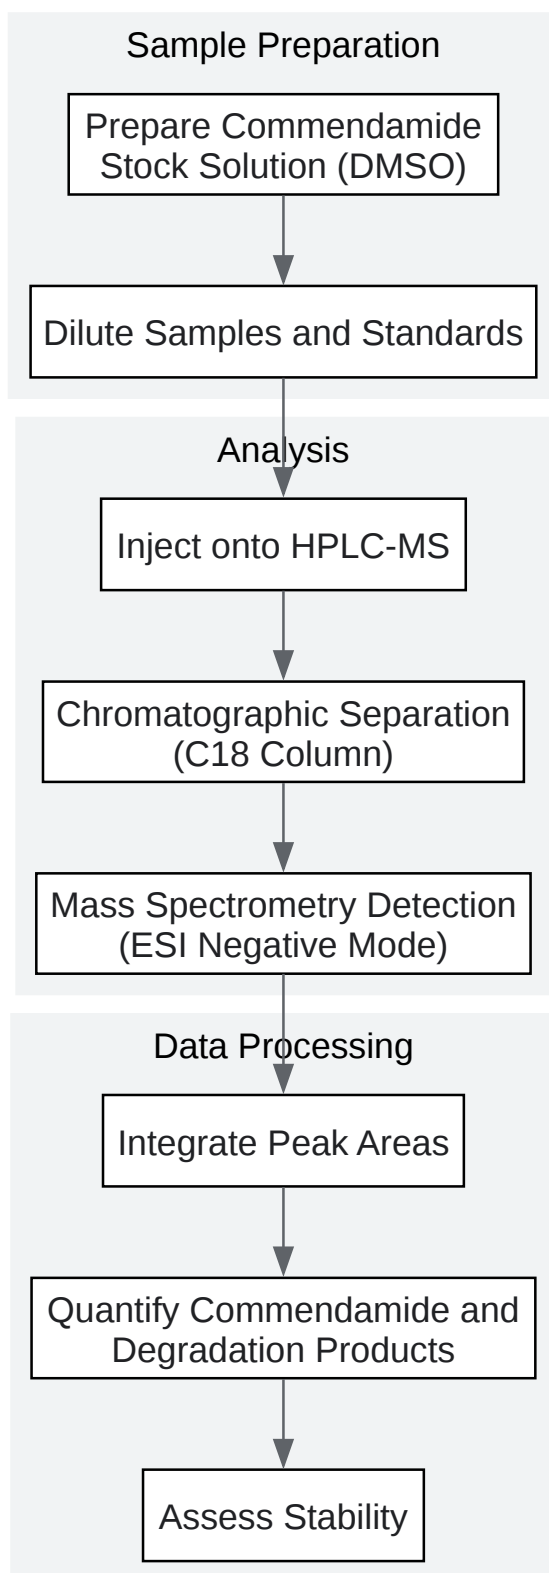 Sample Preparation
Prepare Commendamide
Stock Solution (DMSO)
Dilute Samples and Standards
Analysis
Inject onto HPLC-MS
Chromatographic Separation
(C18 Column)
Mass Spectrometry Detection
(ESI Negative Mode)
Data Processing
Integrate Peak Areas
Quantify Commendamide and
Degradation Products
Assess Stability